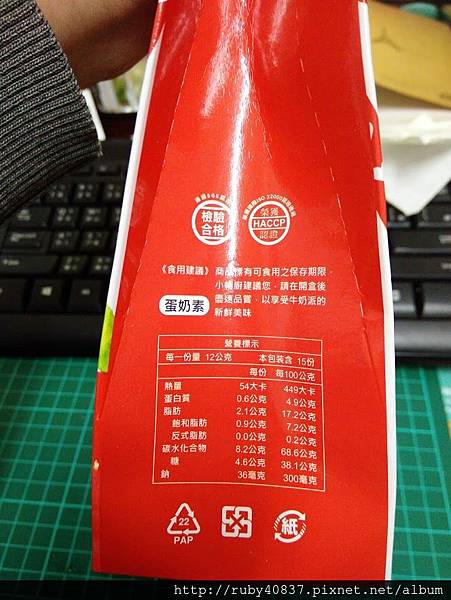 檢驗
合格
榮獲
HACCP
認證
《食用建議》 商品標有可食用之保存期限，
小幫廚建議您，請在開盒後
盡速品嘗，以享受牛奶派的
新鮮美味
蛋奶素
營養標示
每一份量 12公克 本包裝含 15份
每份 每100公克
熱量 54大卡 449大卡
蛋白質 0.6公克 4.9公克
脂肪 2.1公克 17.2公克
飽和脂肪 0.9公克 7.2公克
反式脂肪 0.0公克 0.2公克
碳水化合物 8.2公克 68.6公克
糖 4.6公克 38.1公克
鈉 36毫克 300毫克
22
PAP
紙
http://ruby40837.pixnet.net/album